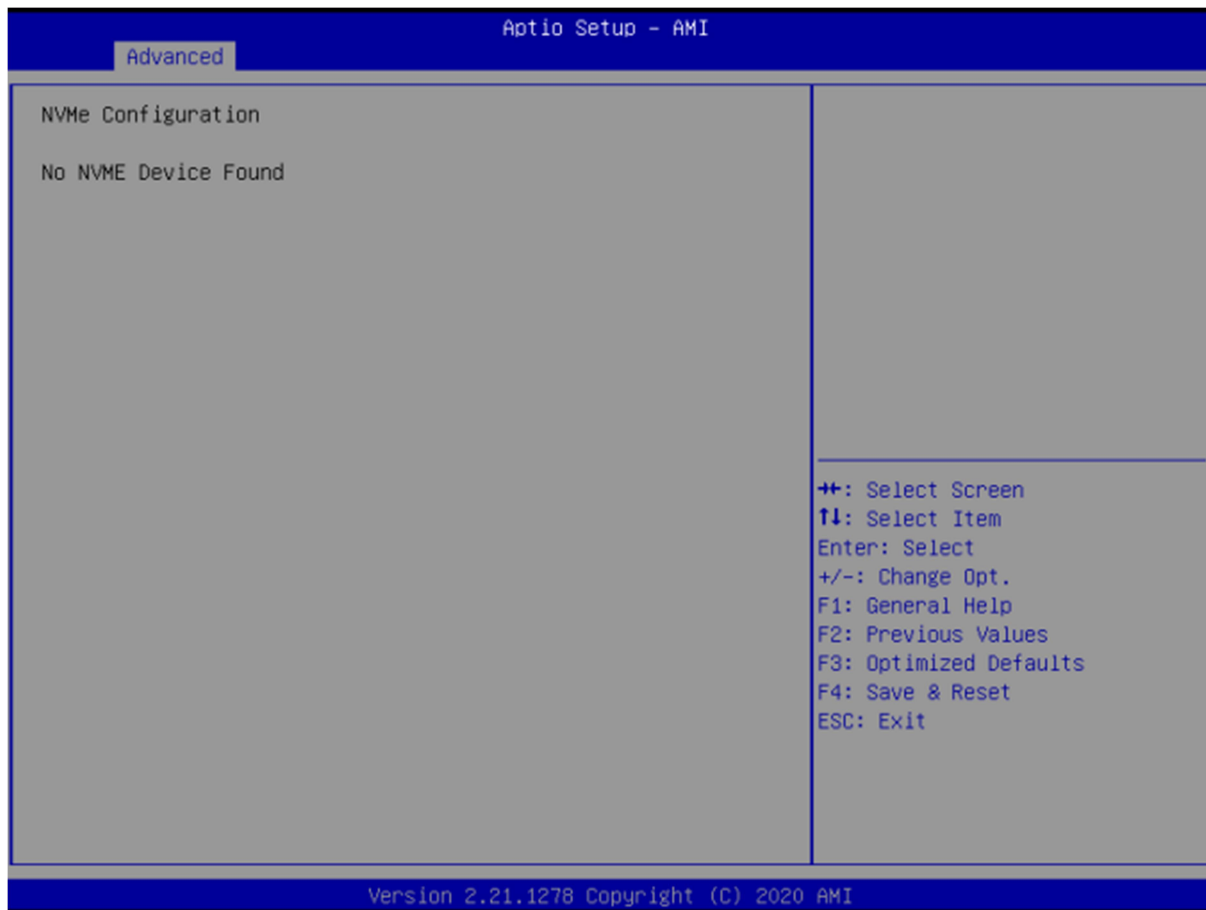 Aptio Setup – AMI
Advanced
NVMe Configuration
No NVME Device Found
→←: Select Screen
↑↓: Select Item
Enter: Select
+/-: Change Opt.
F1: General Help
F2: Previous Values
F3: Optimized Defaults
F4: Save & Reset
ESC: Exit
Version 2.21.1278 Copyright (C) 2020 AMI